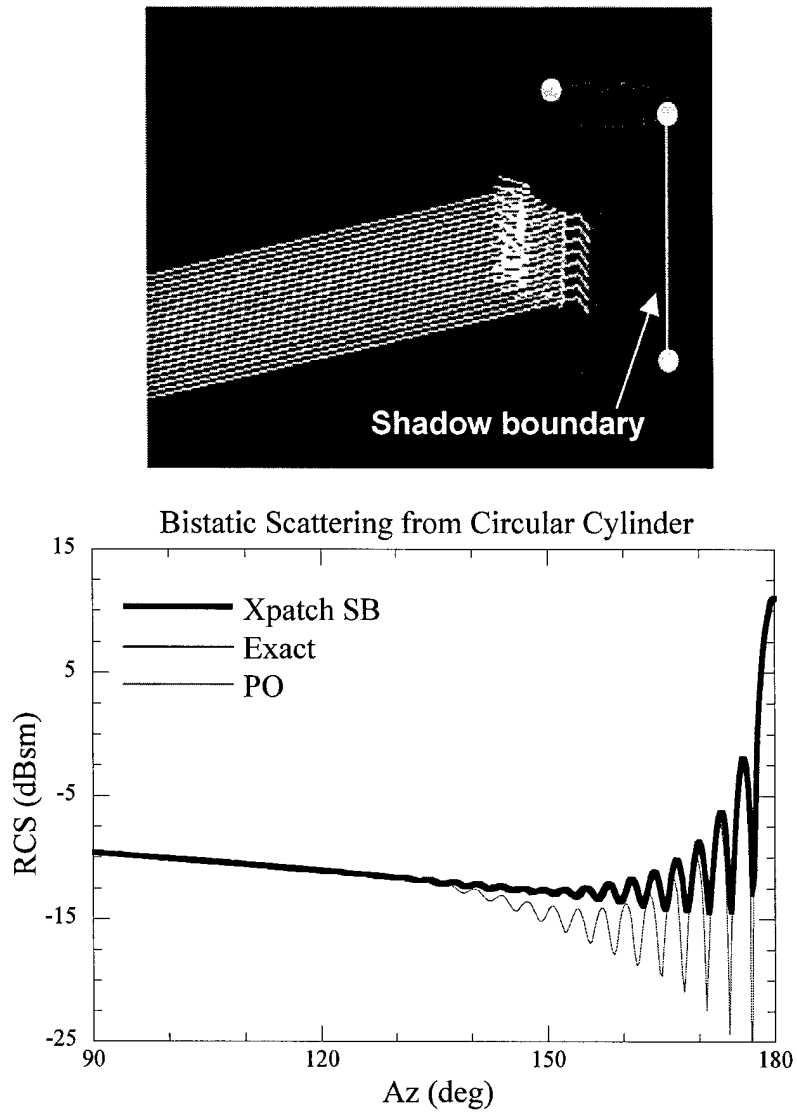 Shadow boundary
Bistatic Scattering from Circular Cylinder
15
Xpatch SB
Exact
5
PO
RCS (dBsm)
-5
-15
-25
90
120
150
180
Az (deg)